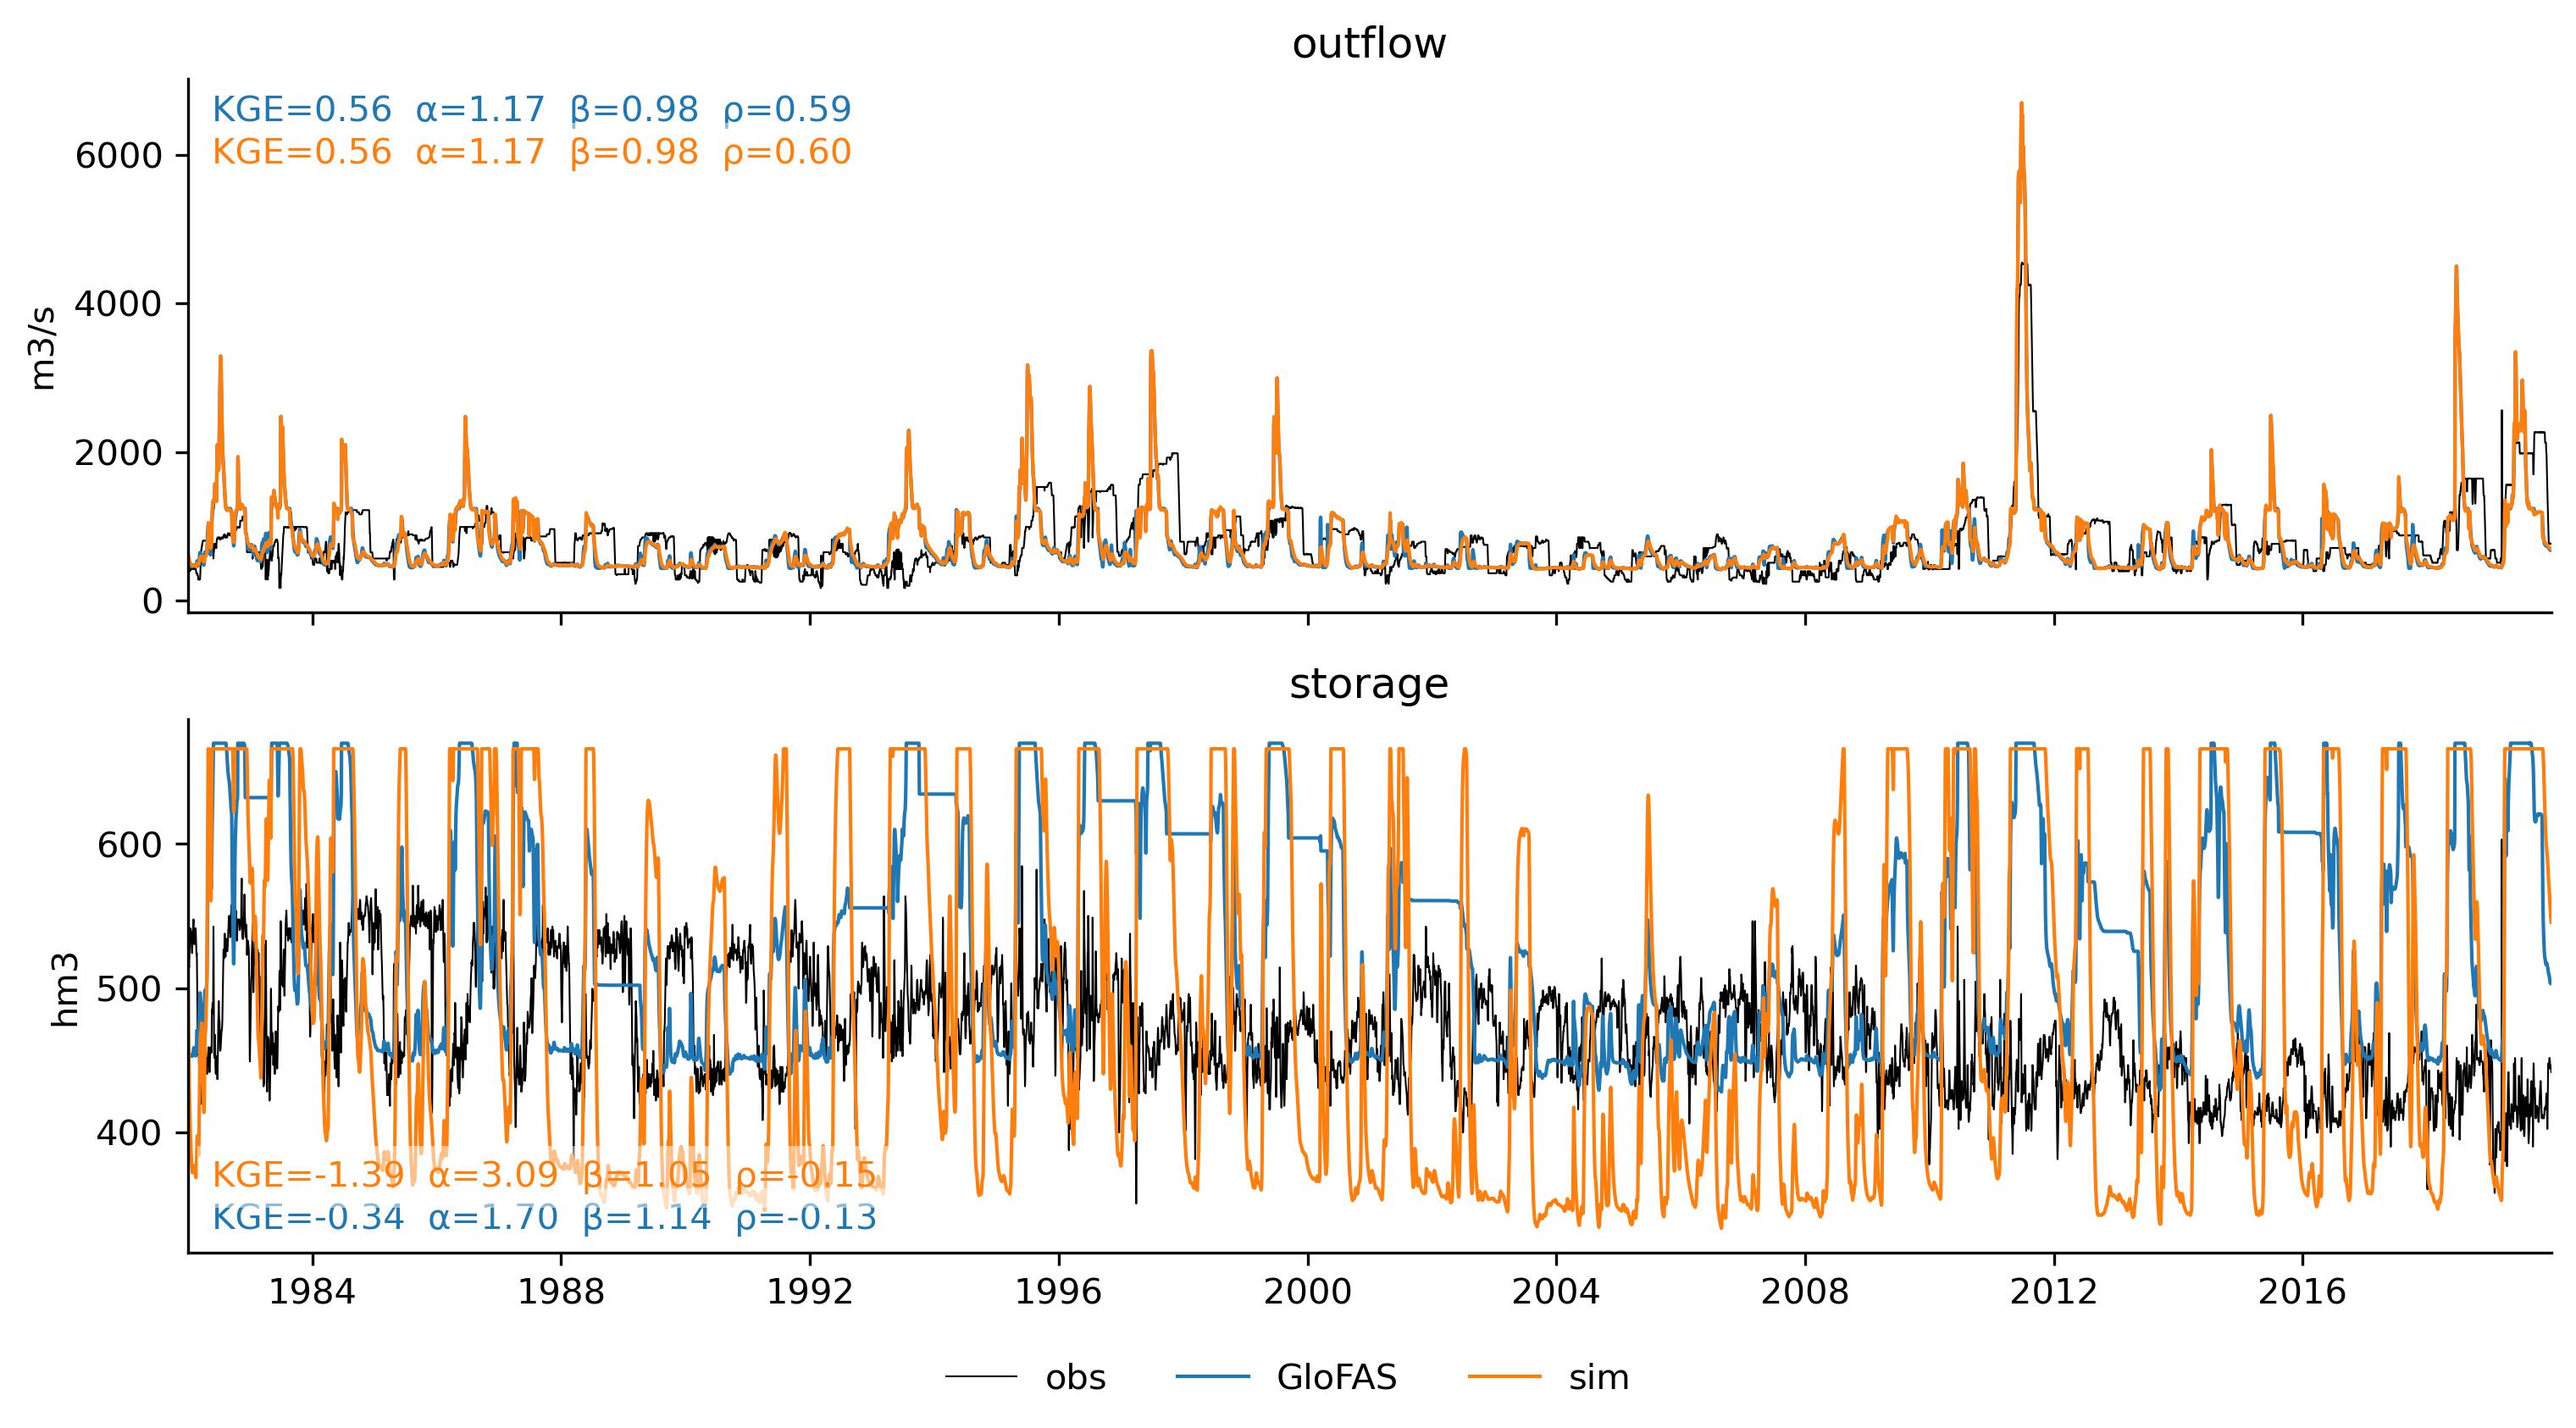 outflow
KGE=0.56 α=1.17 β=0.98 ρ=0.59
KGE=0.56 α=1.17 β=0.98 ρ=0.60
6000
4000
2000
0
m3/s
storage
600
500
400
hm3
KGE=-1.39 α=3.09 β=1.05 ρ=-0.15
KGE=-0.34 α=1.70 β=1.14 ρ=-0.13
1984 1988 1992 1996 2000 2004 2008 2012 2016
obs GloFAS sim